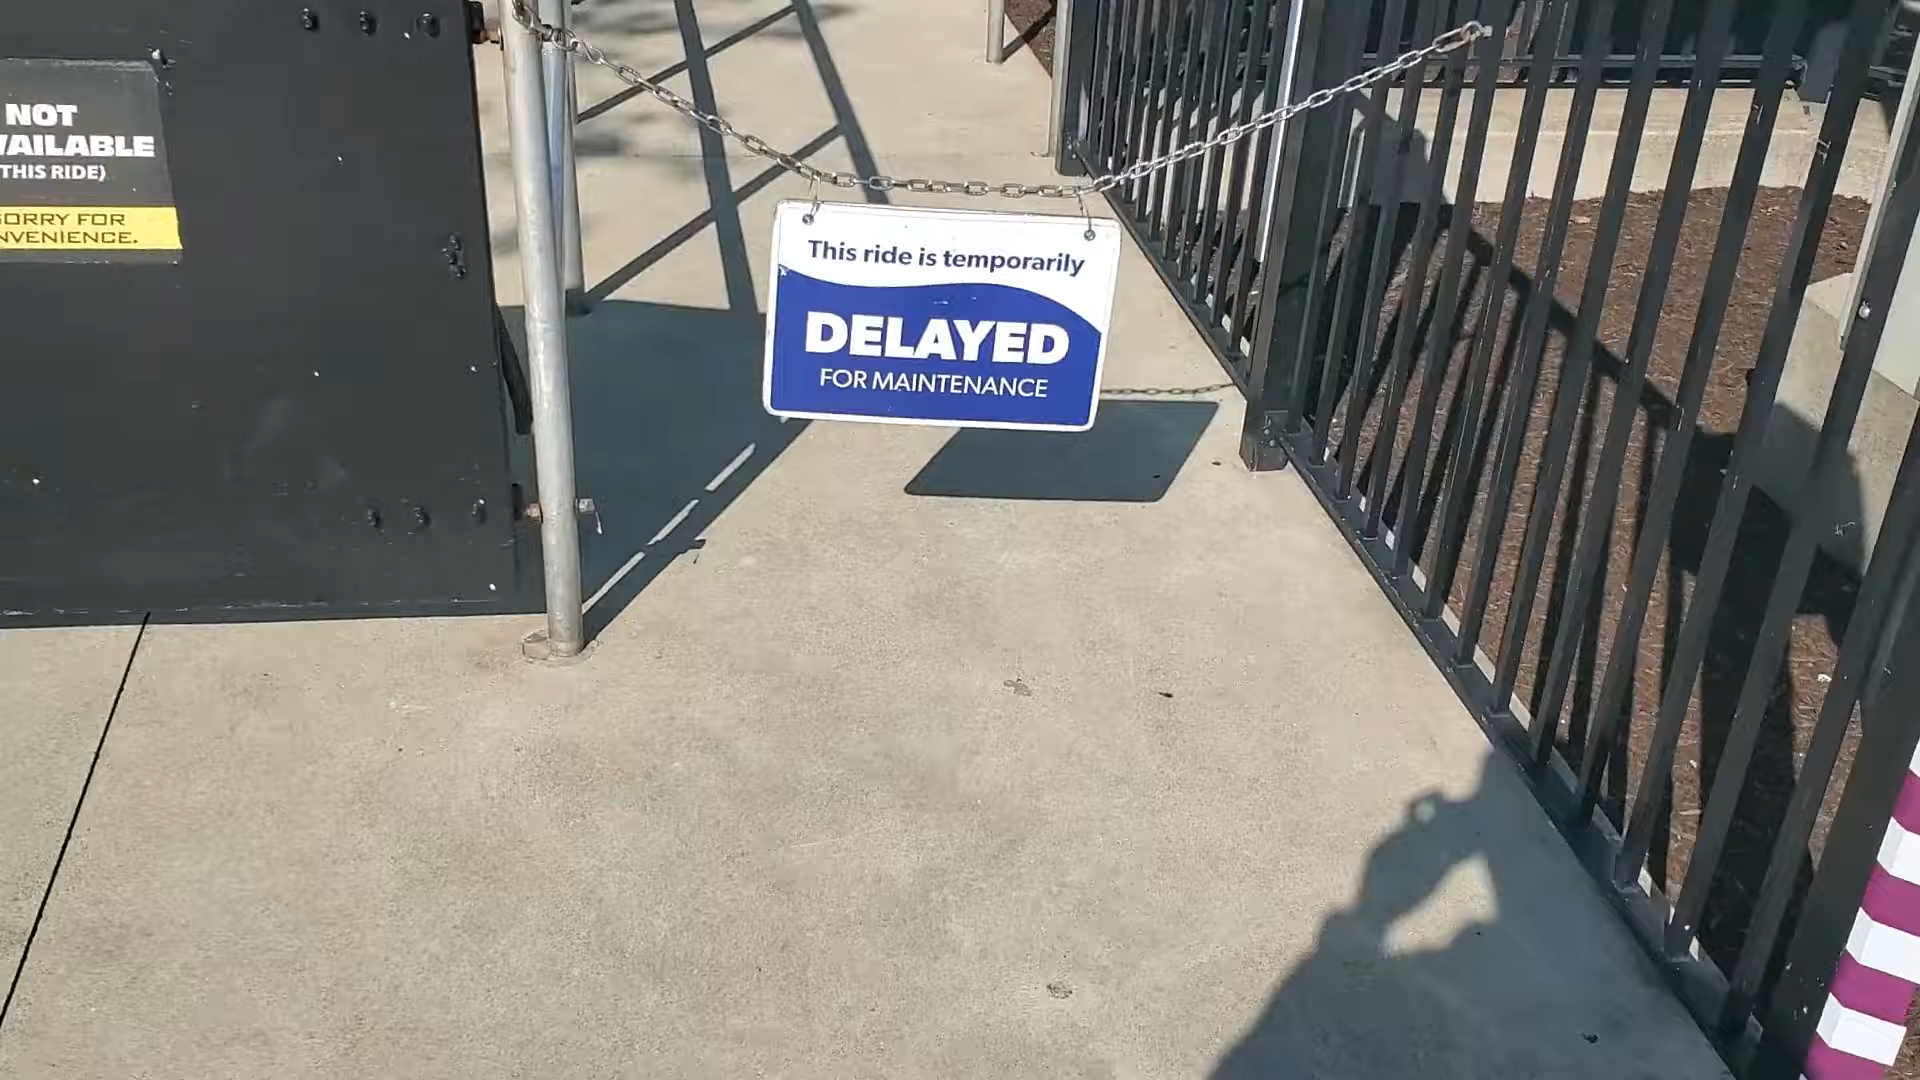 NOT
VAILABLE
THIS RIDE)
SORRY FOR
NVENIENCE.
This ride is temporarily
DELAYED
FOR MAINTENANCE